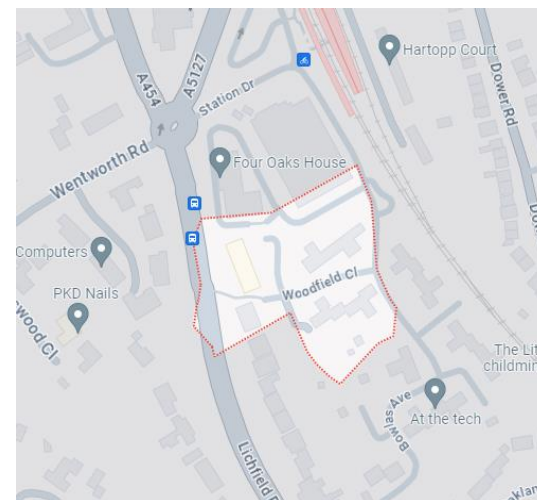 Hartopp Court
A5127
A454
Station Dr
Dower Rd
Wentworth Rd
Four Oaks House
Computers
PKD Nails
Woodfield Cl
The Lit
childmin
At the tech
Bowlas Ave
Lichfield